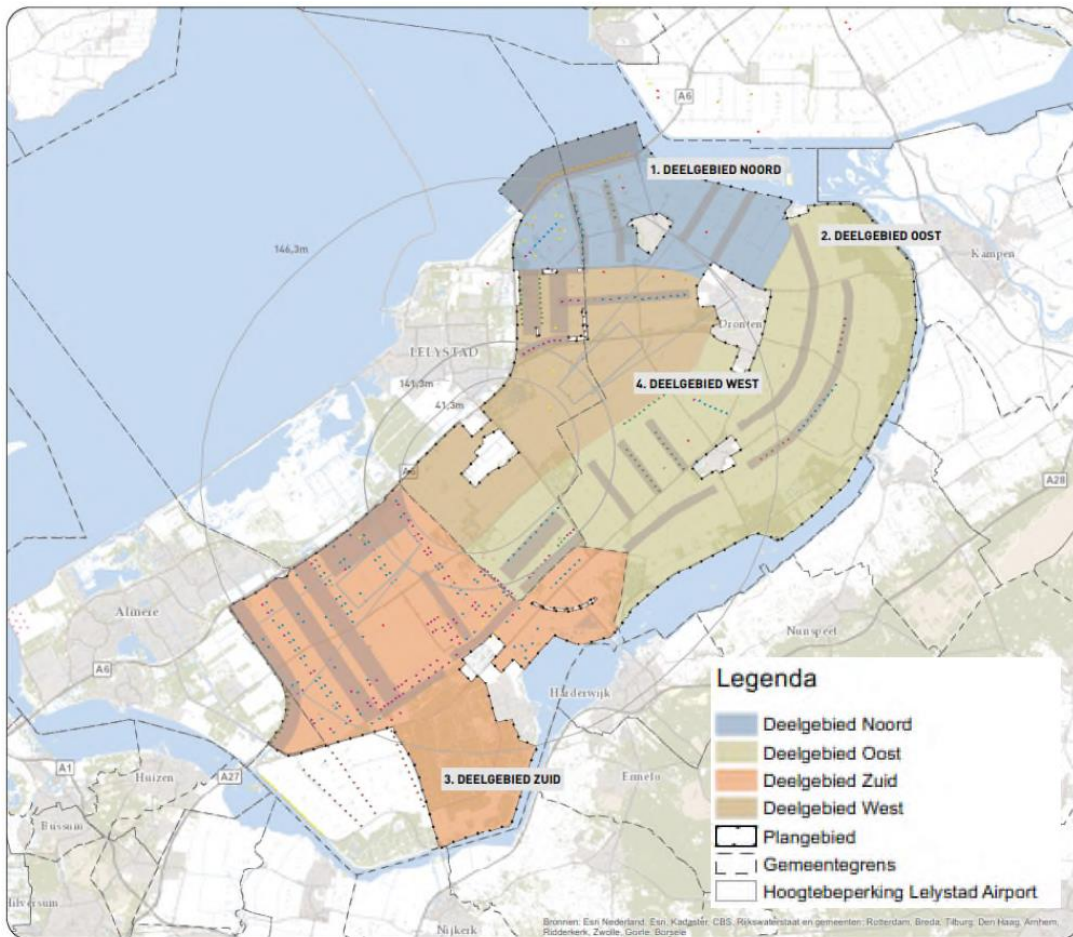 A6
1. DEELGEBIED NOORD
2. DEELGEBIED OOST
Kampen
146,3m
Dronten
LELYSTAD
141,3m
4. DEELGEBIED WEST
41,3m
A28
Almere
Nunspeet
A6
Harderwijk
A1
Huizen
A27
3. DEELGEBIED ZUID
Ermelo
Bussum
Hilversum
Nijkerk
Legenda
Deelgebied Noord
Deelgebied Oost
Deelgebied Zuid
Deelgebied West
Plangebied
Gemeentegrens
Hoogtebeperking Lelystad Airport
Bronnen: Esri Nederland, Esri, Kadaster, CBS, Rijkswaterstaat en gemeenten: Rotterdam, Breda, Tilburg, Den Haag, Arnhem,
Ridderkerk, Zwolle, Goirle, Borsele